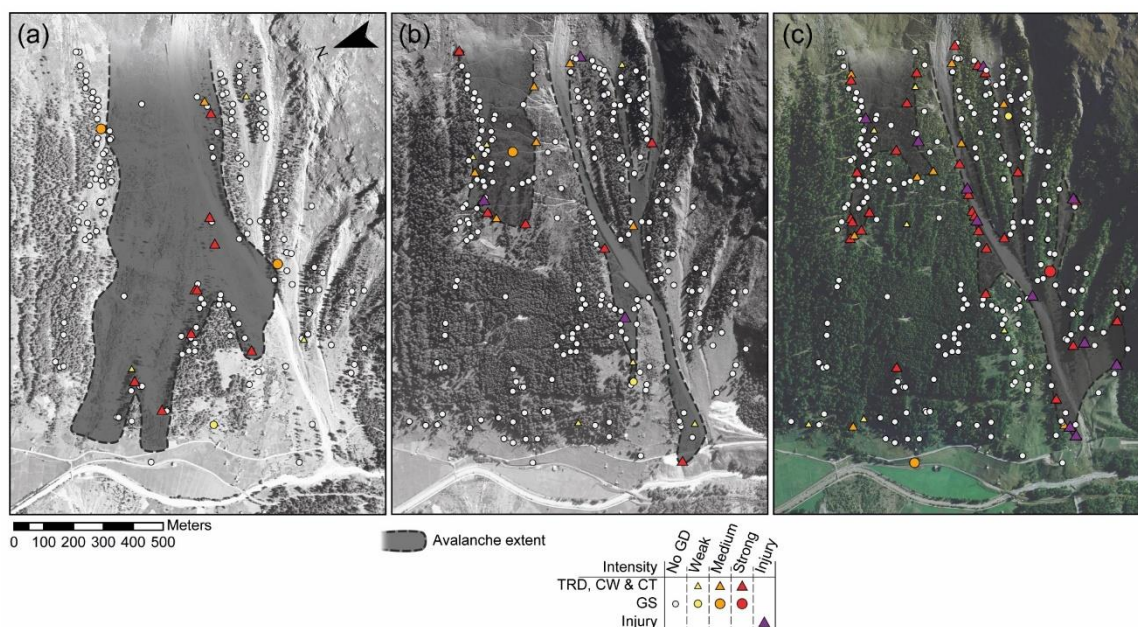 (a)
N
(b)
(c)
Meters
0 100 200 300 400 500
Avalanche extent
No GD
Weak
Medium
Strong
Injury
Intensity
TRD, CW & CT
GS
Injury